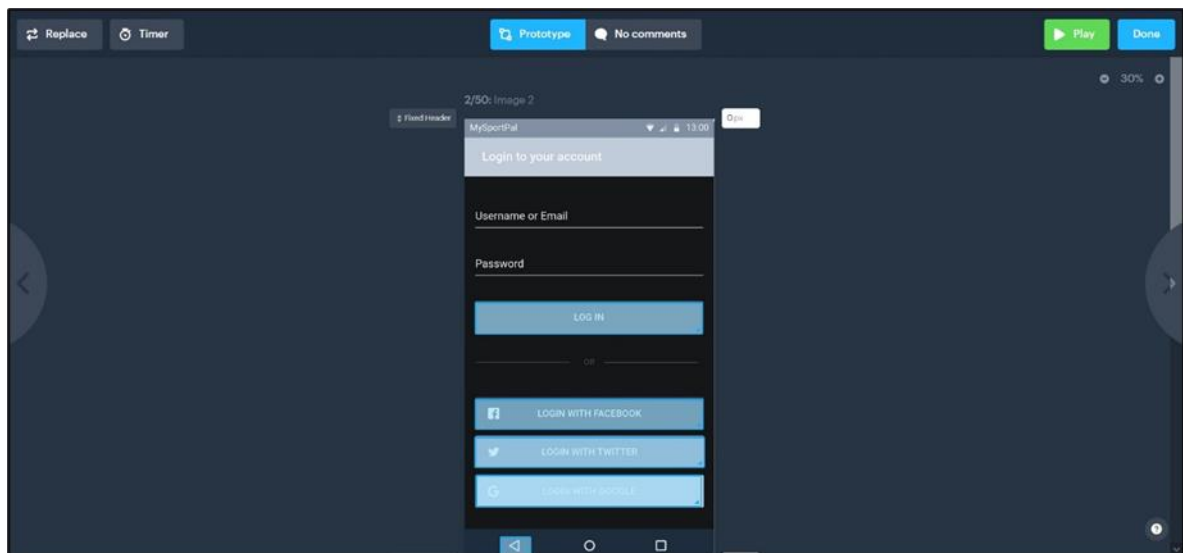 Replace
Timer
Prototype
No comments
Play
Done
30%
2/50: Image 2
Fixed Header
0px
MySportPal
13:00
Login to your account
Username or Email
Password
LOG IN
OR
LOGIN WITH FACEBOOK
LOGIN WITH TWITTER
G
LOGIN WITH GOOGLE
?